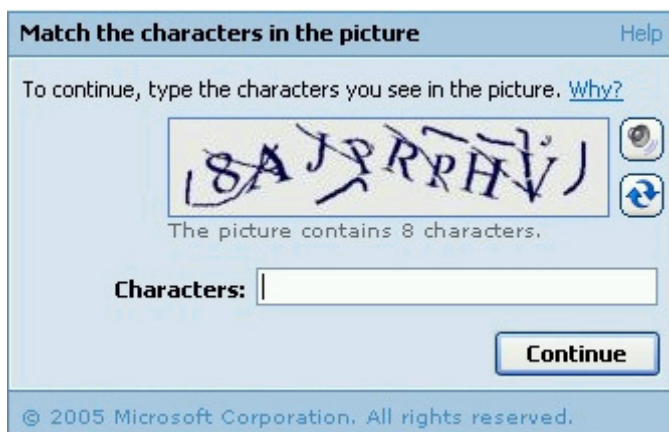 Match the characters in the picture Help
To continue, type the characters you see in the picture. Why?
8AJPRPHV
The picture contains 8 characters.
Characters:
Continue
© 2005 Microsoft Corporation. All rights reserved.